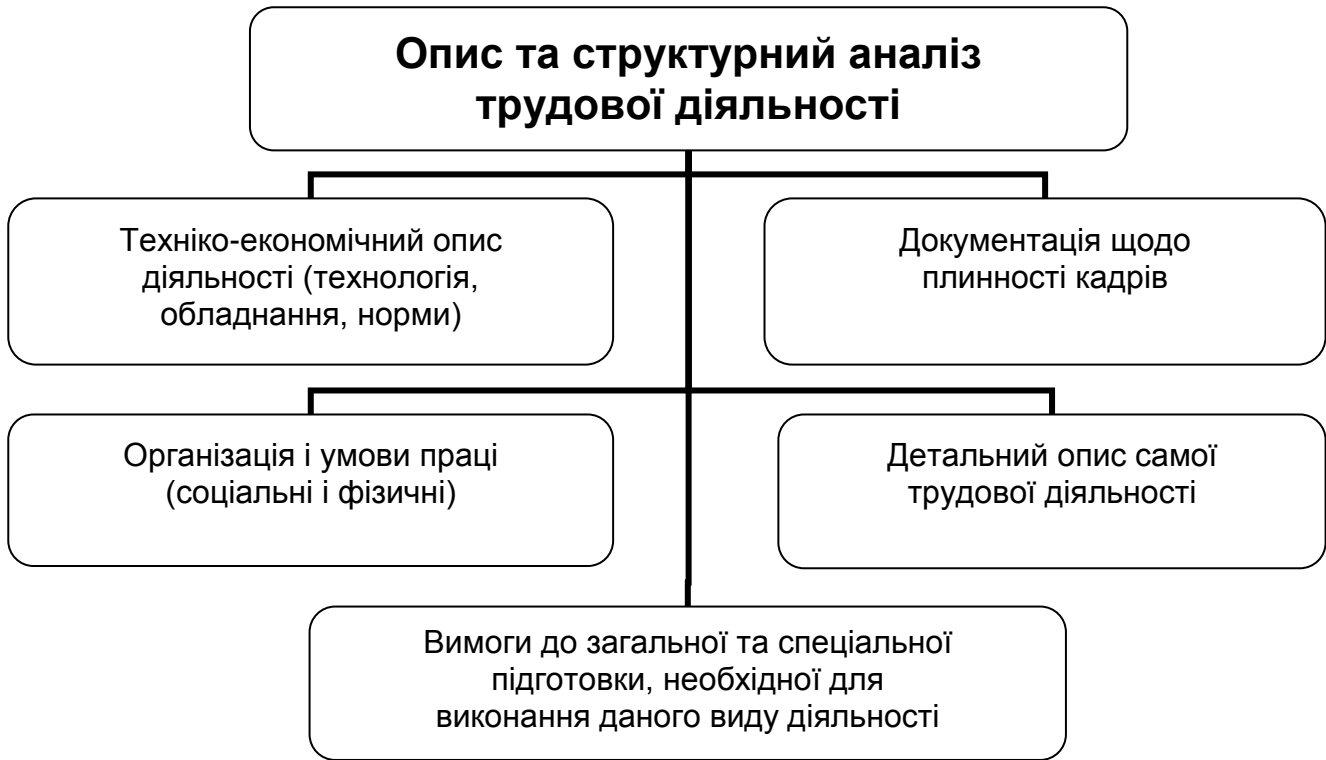 Опис та структурний аналіз
трудової діяльності
Техніко-економічний опис
діяльності (технологія,
обладнання, норми)
Документація щодо
плинності кадрів
Організація і умови праці
(соціальні і фізичні)
Детальний опис самої
трудової діяльності
Вимоги до загальної та спеціальної
підготовки, необхідної для
виконання даного виду діяльності